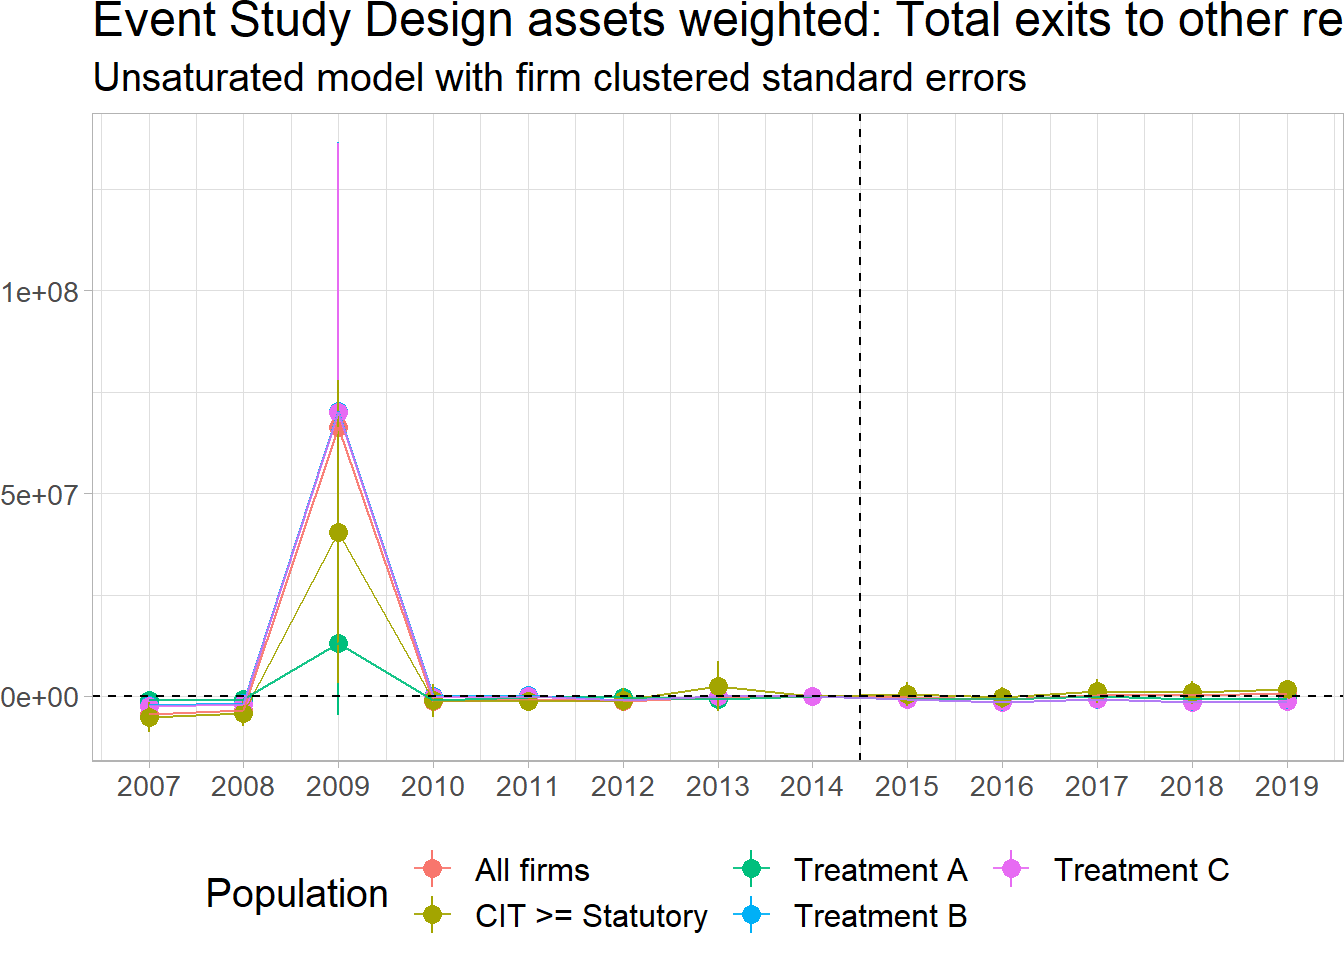 Event Study Design assets weighted: Total exits to other re
Unsaturated model with firm clustered standard errors
1e+08
5e+07
0e+00
2007 2008 2009 2010 2011 2012 2013 2014 2015 2016 2017 2018 2019
Population
All firms
CIT >= Statutory
Treatment A
Treatment B
Treatment C